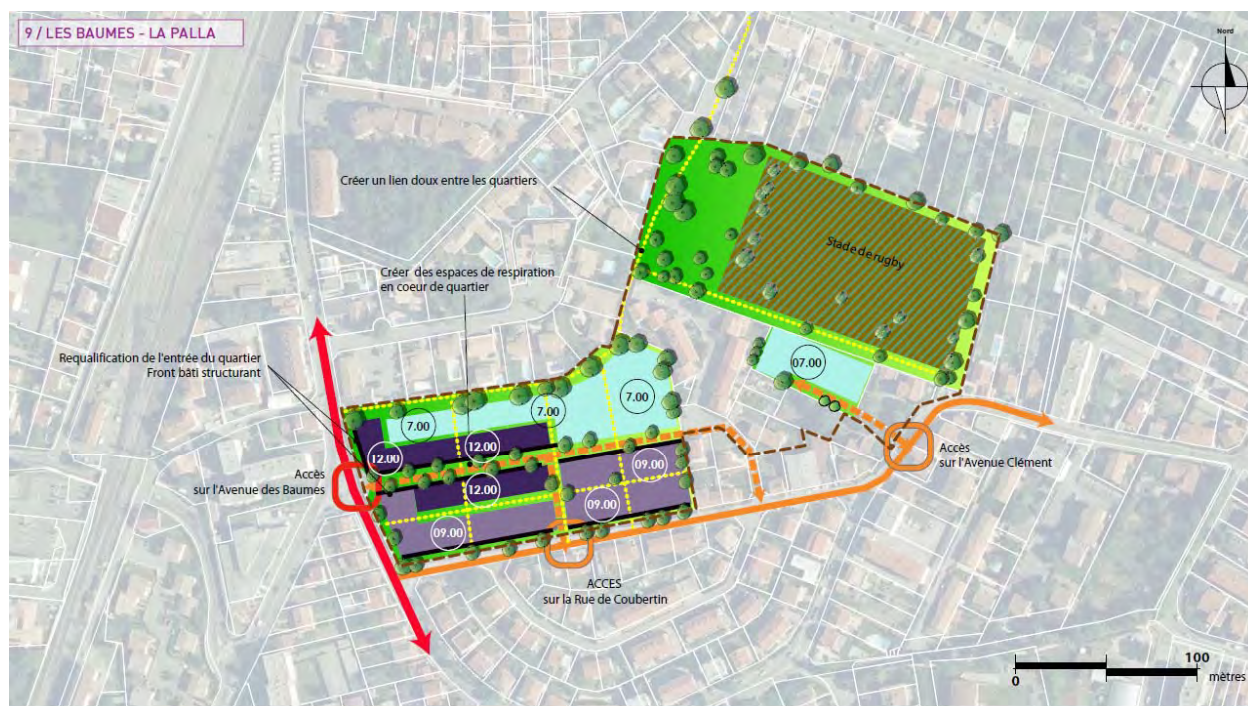 9 / LES BAUMES - LA PALLA
Nord
Créer un lien doux entre les quartiers
Stade de rugby
Créer des espaces de respiration
en coeur de quartier
Requalification de l'entrée du quartier
Front bâti structurant
07.00
7.00
7.00
7.00
12.00
12.00
12.00
09.00
09.00
09.00
Accès
sur l'Avenue des Baumes
Accès
sur l'Avenue Clément
ACCES
sur la Rue de Coubertin
100
0
mètres